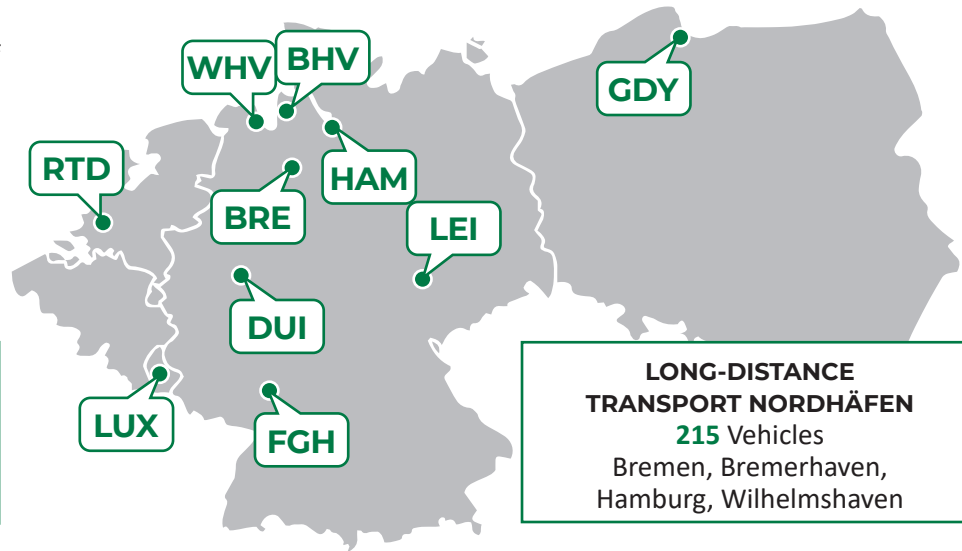 WHV
BHV
GDY
RTD
HAM
BRE
LEI
DUI
LUX
FGH
LONG-DISTANCE
TRANSPORT NORDHÄFEN
215 Vehicles
Bremen, Bremerhaven,
Hamburg, Wilhelmshaven